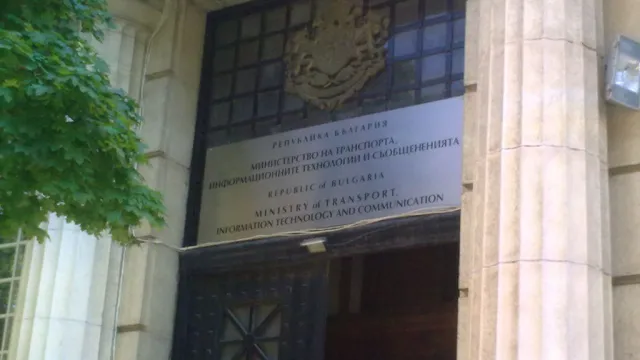 РЕПУБЛИКА БЪЛГАРИЯ
МИНИСТЕРСТВО НА ТРАНСПОРТА,
ИНФОРМАЦИОННИТЕ ТЕХНОЛОГИИ И СЪОБЩЕНИЯТА
REPUBLIC of BULGARIA
MINISTRY of TRANSPORT,
INFORMATION TECHNOLOGY AND COMMUNICATION